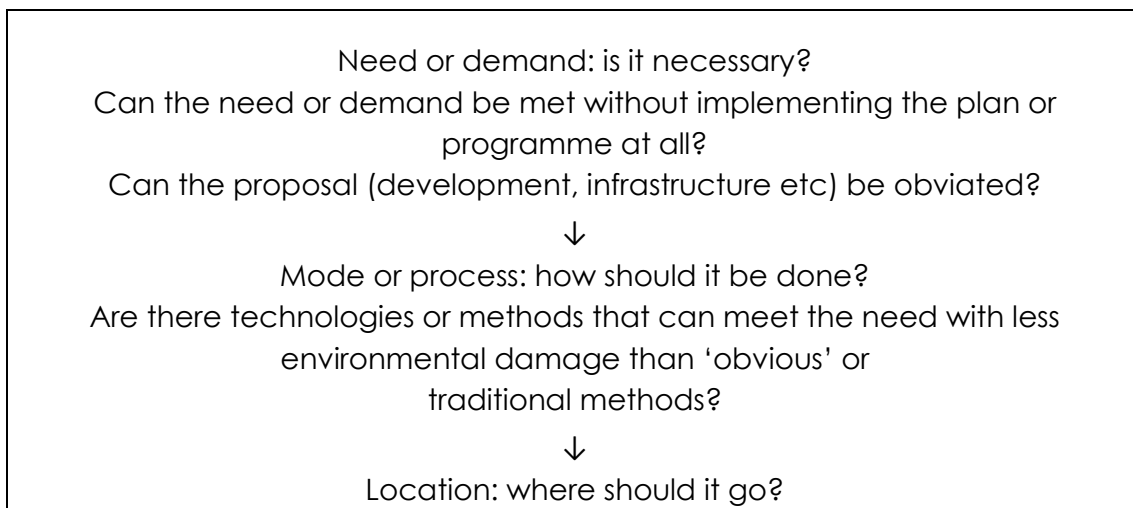 Need or demand: is it necessary?
Can the need or demand be met without implementing the plan or
programme at all?
Can the proposal (development, infrastructure etc) be obviated?
↓
Mode or process: how should it be done?
Are there technologies or methods that can meet the need with less
environmental damage than ‘obvious’ or
traditional methods?
↓
Location: where should it go?